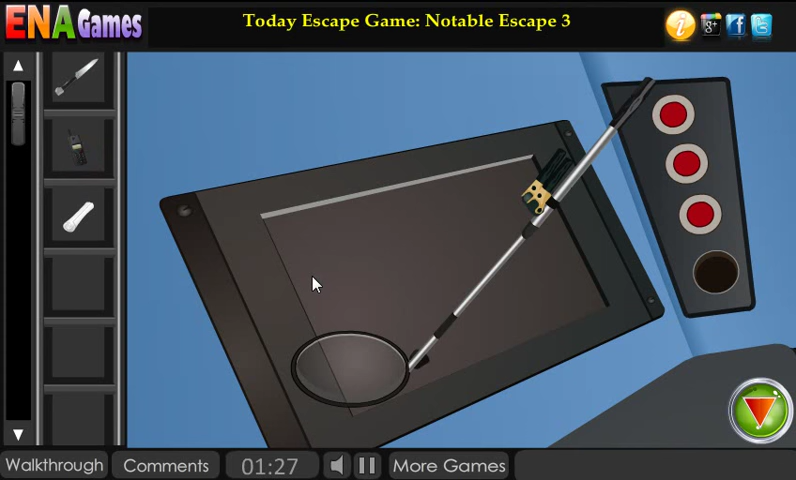 ENA Games
Today Escape Game: Notable Escape 3
i
g+
f
t
Walkthrough
Comments
01:27
More Games